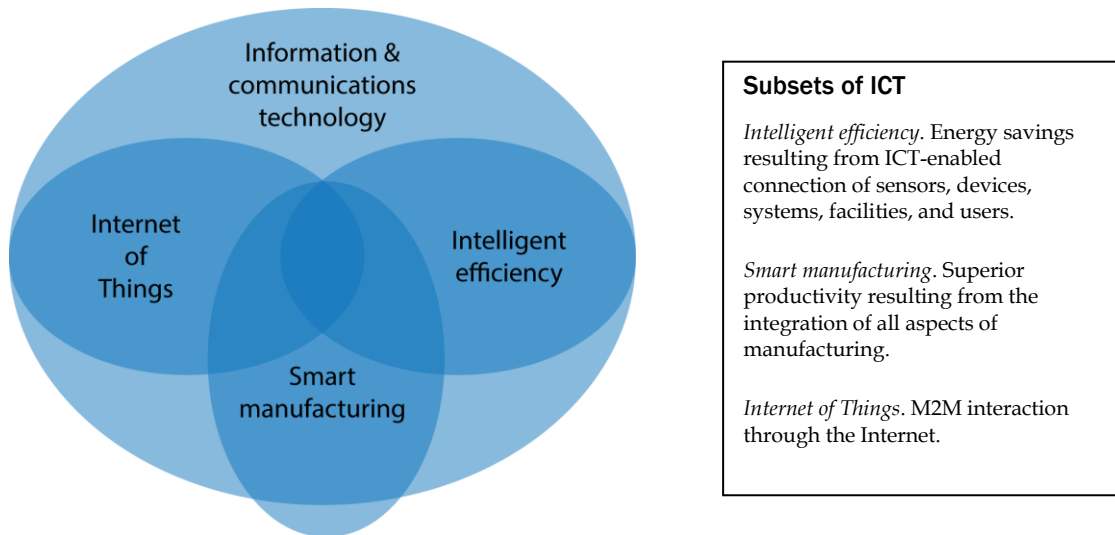 Information &
communications
technology
Internet
of
Things
Intelligent
efficiency
Smart
manufacturing
Subsets of ICT
Intelligent efficiency. Energy savings
resulting from ICT-enabled
connection of sensors, devices,
systems, facilities, and users.
Smart manufacturing. Superior
productivity resulting from the
integration of all aspects of
manufacturing.
Internet of Things. M2M interaction
through the Internet.